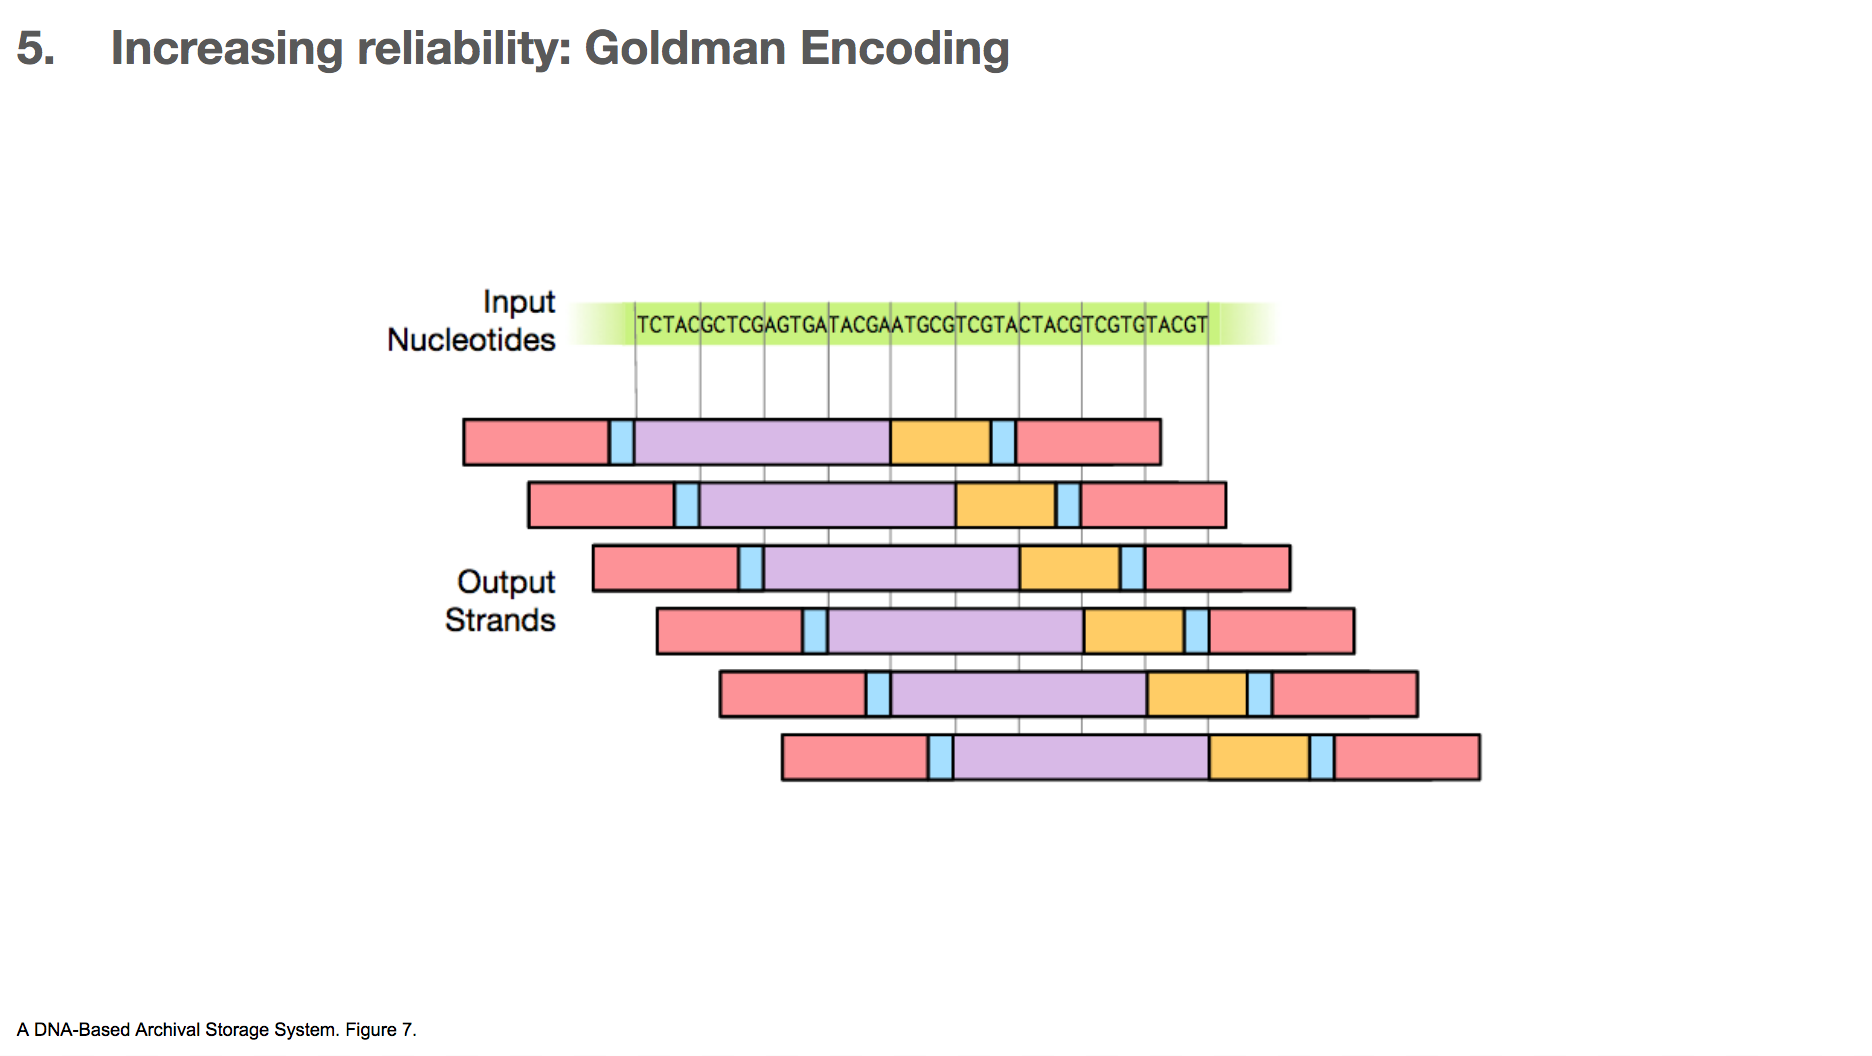 5. Increasing reliability: Goldman Encoding
Input
Nucleotides
TCTACGCTCGAGTGATACGAATGCGTCGTACTACGTCGTGTACGT
Output
Strands
A DNA-Based Archival Storage System. Figure 7.